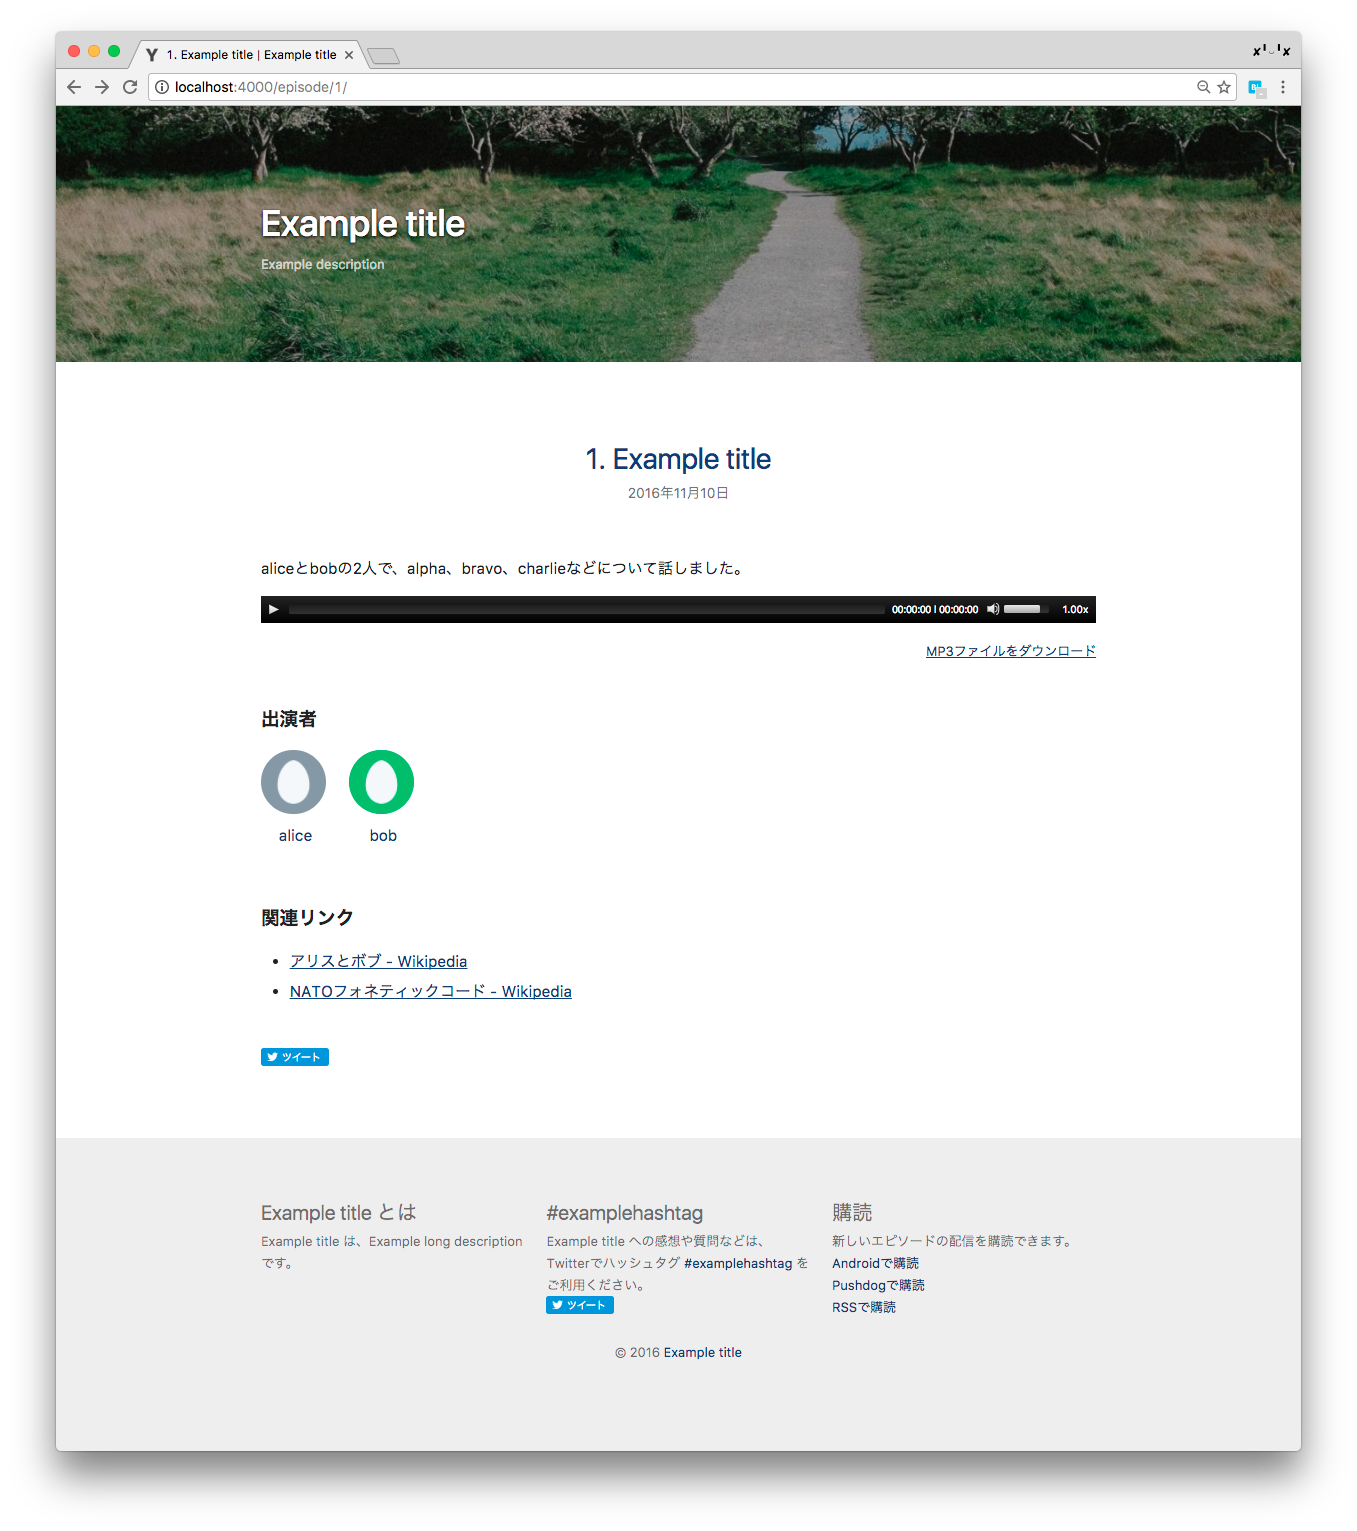 1. Example title | Example title
localhost:4000/episode/1/
Example title
Example description
1. Example title
2016年11月10日
aliceとbobの2人で、alpha、bravo、charlieなどについて話しました。
00:00:00 | 00:00:00
1.00x
MP3ファイルをダウンロード
出演者
alice
bob
関連リンク
アリスとボブ - Wikipedia
NATOフォネティックコード - Wikipedia
ツイート
Example title とは
Example title は、Example long description
です。
#examplehashtag
Example title への感想や質問などは、
Twitterでハッシュタグ #examplehashtag を
ご利用ください。
ツイート
購読
新しいエピソードの配信を購読できます。
Androidで購読
Pushdogで購読
RSSで購読
© 2016 Example title